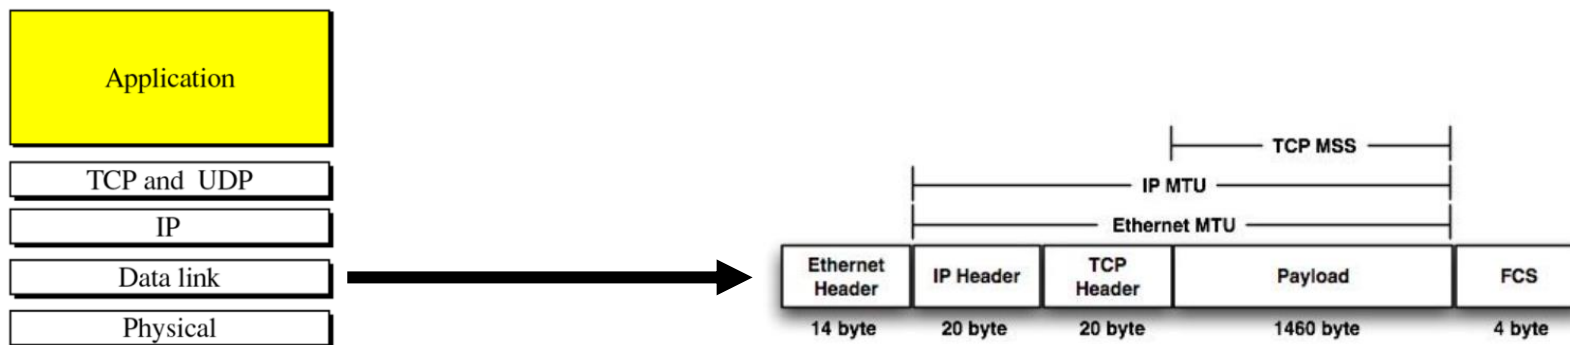 Application
TCP and UDP
IP
Data link
Physical
TCP MSS
IP MTU
Ethernet MTU
Ethernet
Header
IP Header
TCP
Header
Payload
FCS
14 byte
20 byte
20 byte
1460 byte
4 byte